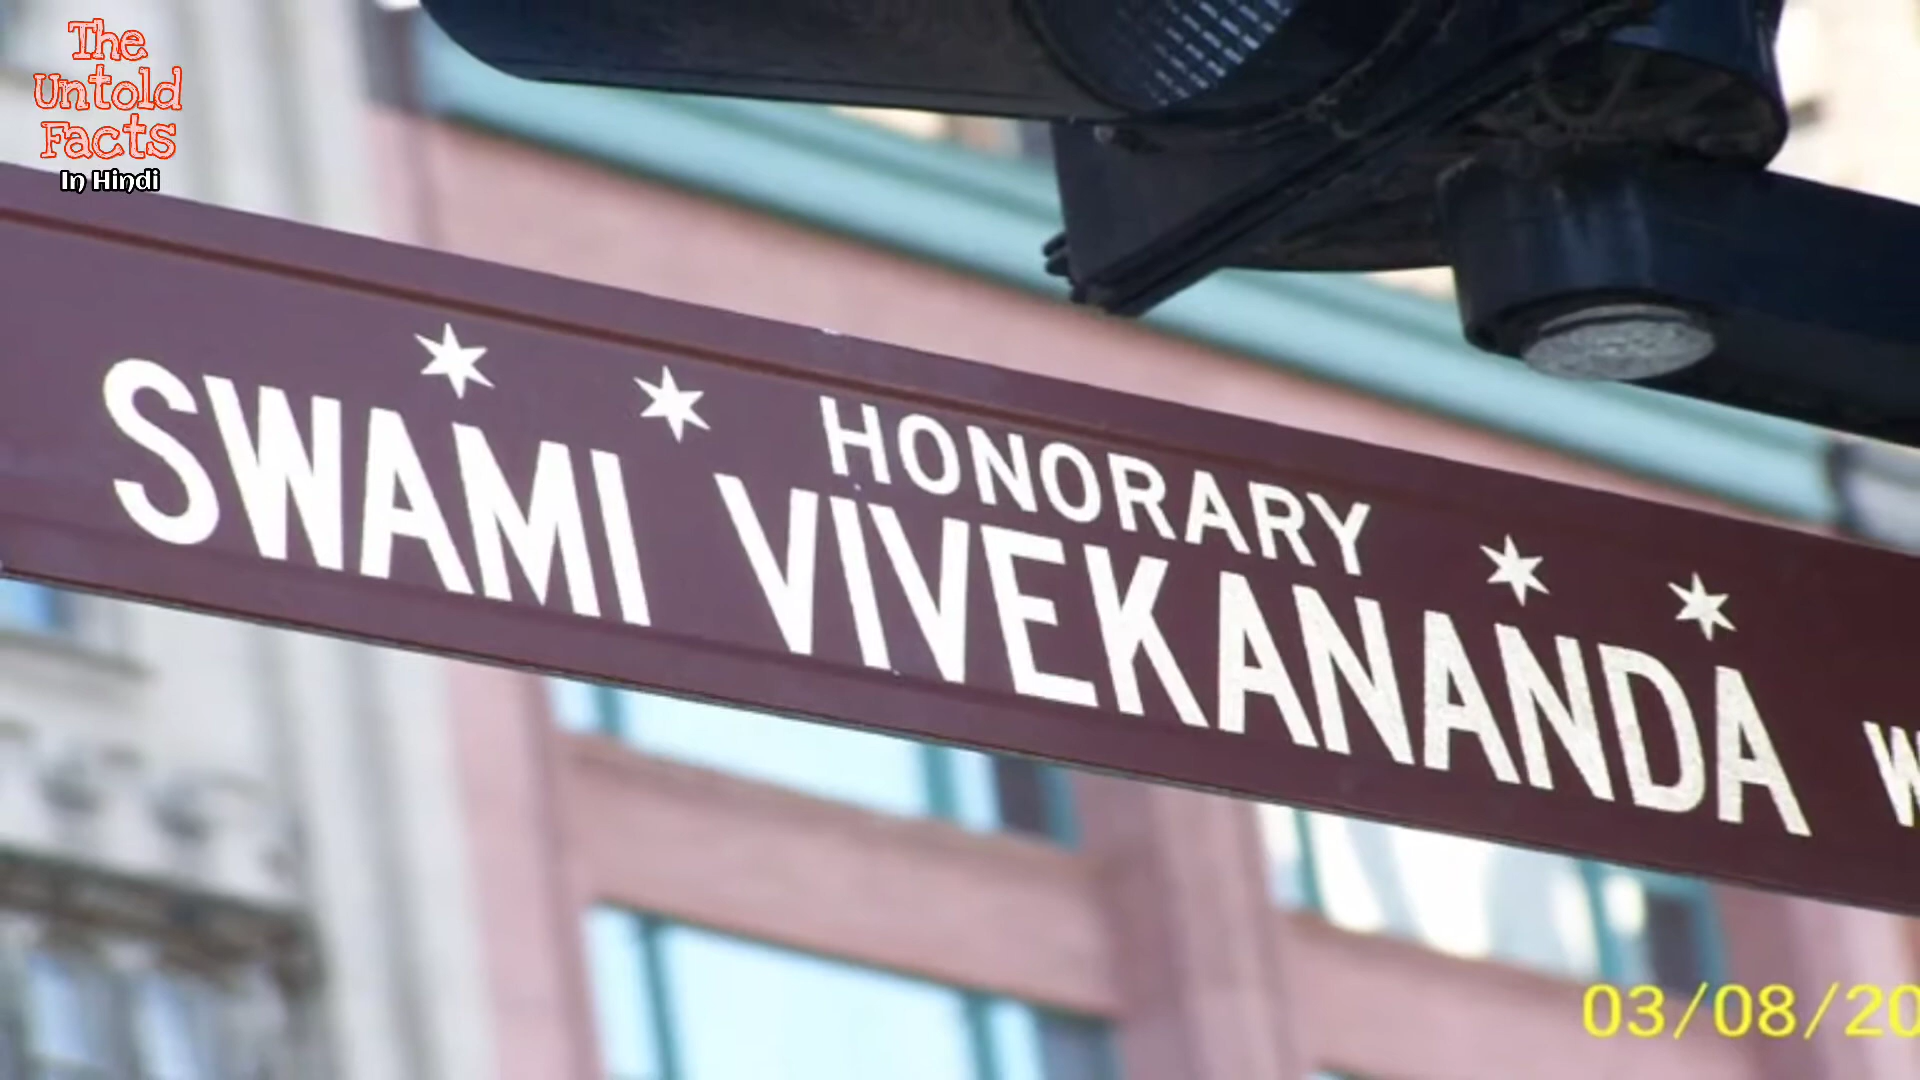 The
Untold
Facts
In Hindi
HONORARY
SWAMI VIVEKANANDA
03/08/20